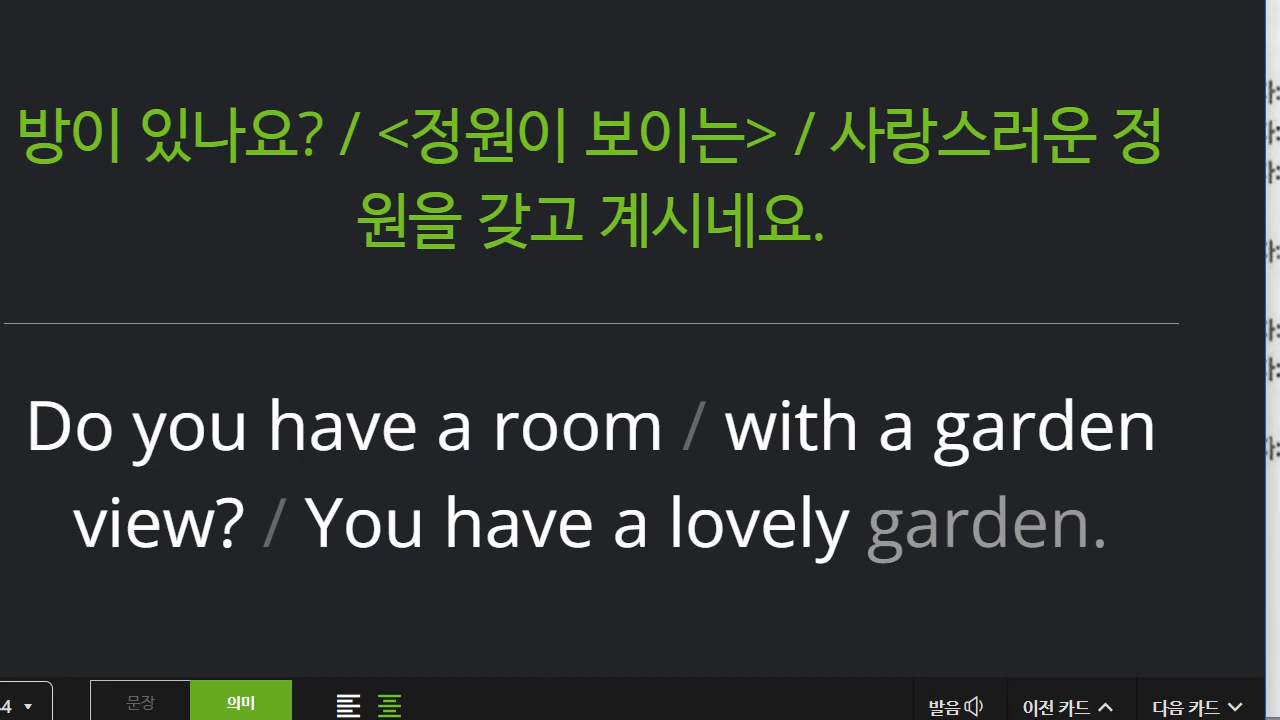 방이 있나요? / <정원이 보이는> / 사랑스러운 정
원을 갖고 계시네요.
Do you have a room / with a garden
view? / You have a lovely garden.
4 문장 의미 발음 이전 카드 다음 카드